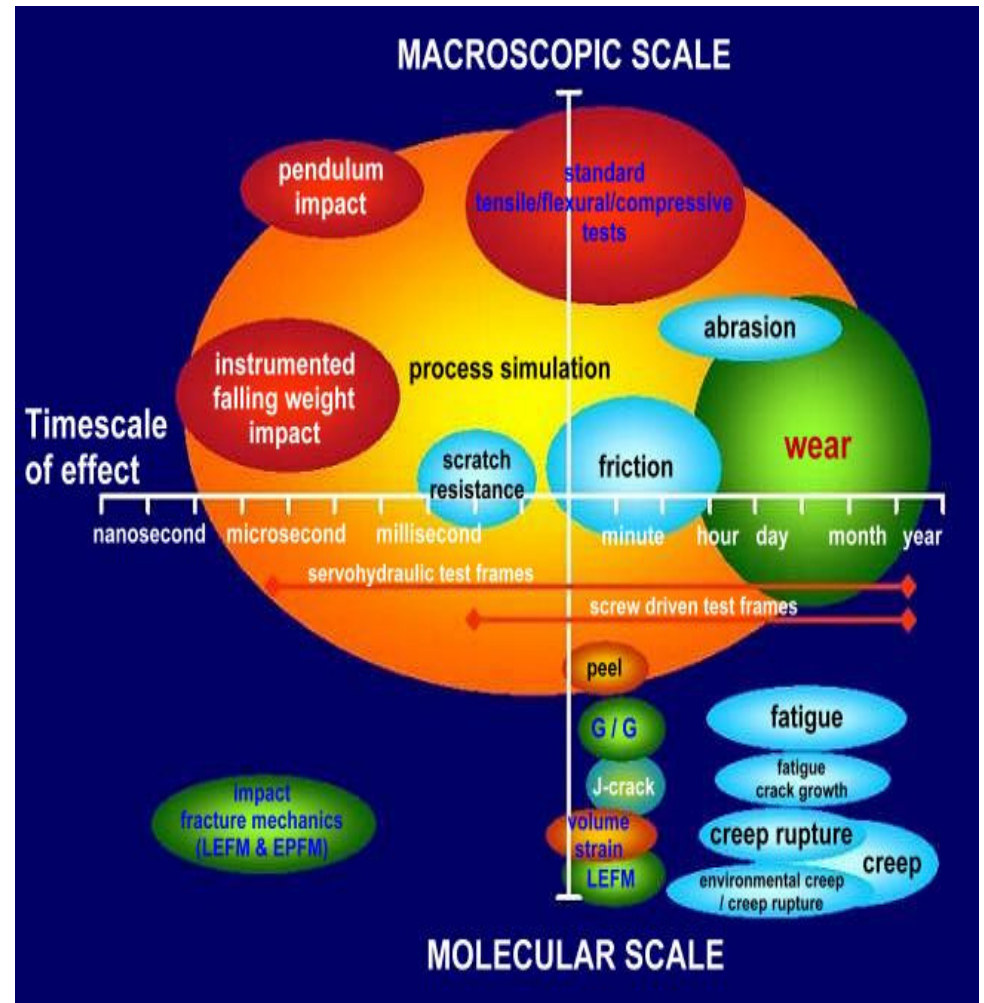 MACROSCOPIC SCALE
pendulum
impact
standard
tensile/flexural/compressive
tests
abrasion
instrumented
falling weight
impact
process simulation
Timescale
of effect
scratch
resistance
friction
wear
nanosecond microsecond millisecond minute hour day month year
servohydraulic test frames
screw driven test frames
peel
G / G
fatigue
J-crack
fatigue
crack growth
impact
fracture mechanics
(LEFM & EPFM)
volume
strain
creep rupture
creep
LEFM
environmental creep
/ creep rupture
MOLECULAR SCALE